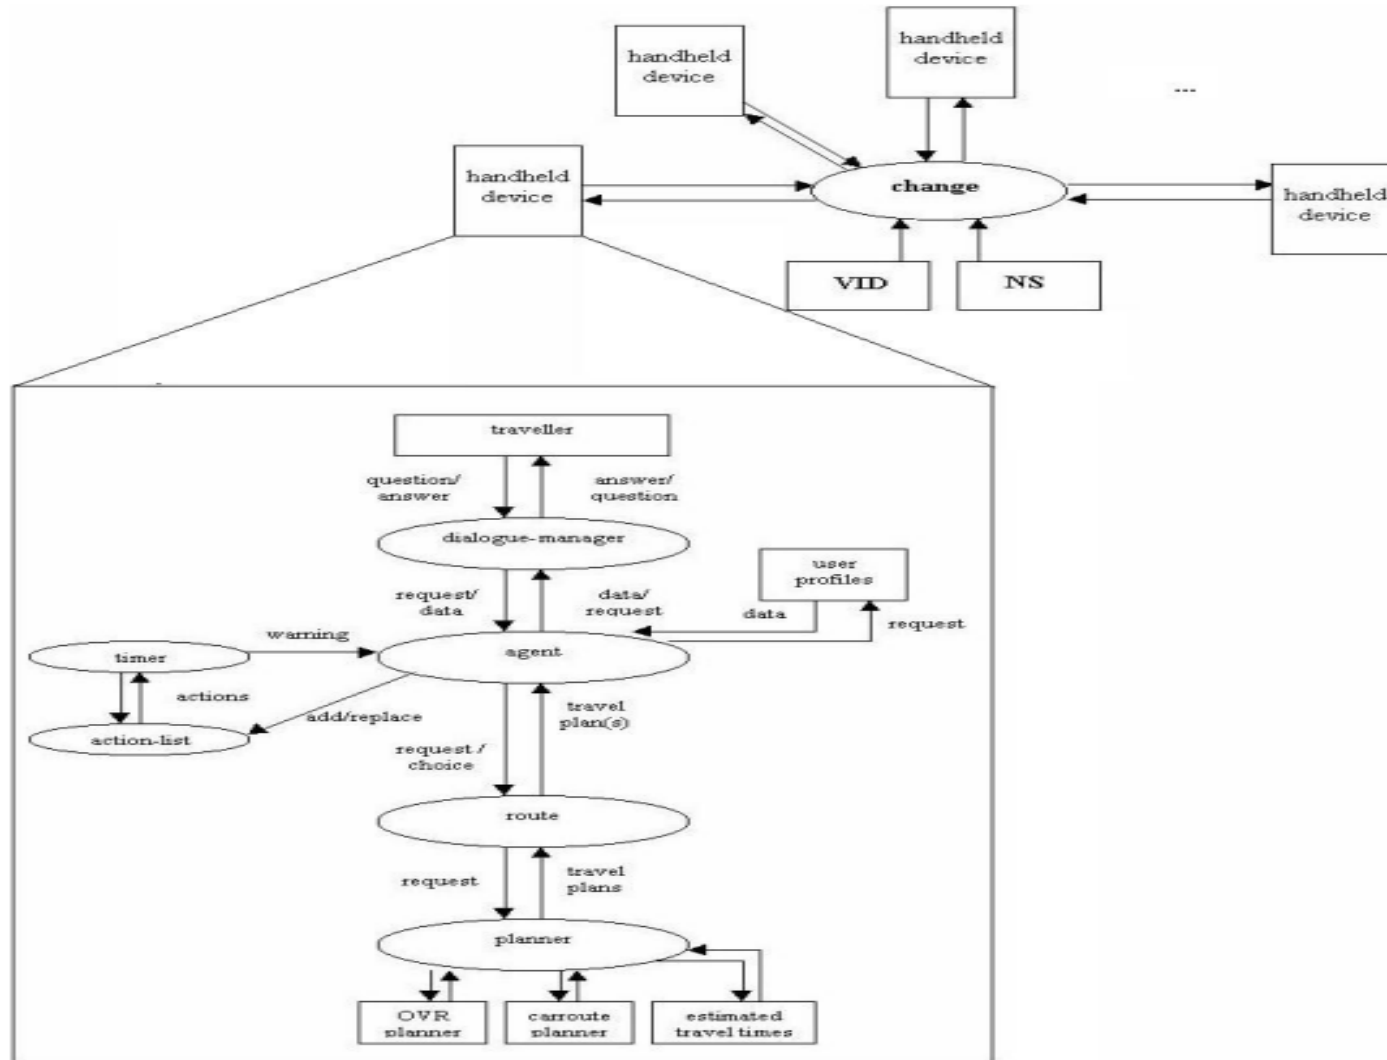 handheld
device
handheld
device
---
handheld
device
change
handheld
device
VID
NS
traveller
question/
answer
answer/
question
dialogue-manager
user
profiles
request/
data
data/
request
data
request
warning
timer
agent
actions
add/replace
travel
plan(s)
action-list
request /
choice
route
request
travel
plans
planner
OVR
planner
carroute
planner
estimated
travel times